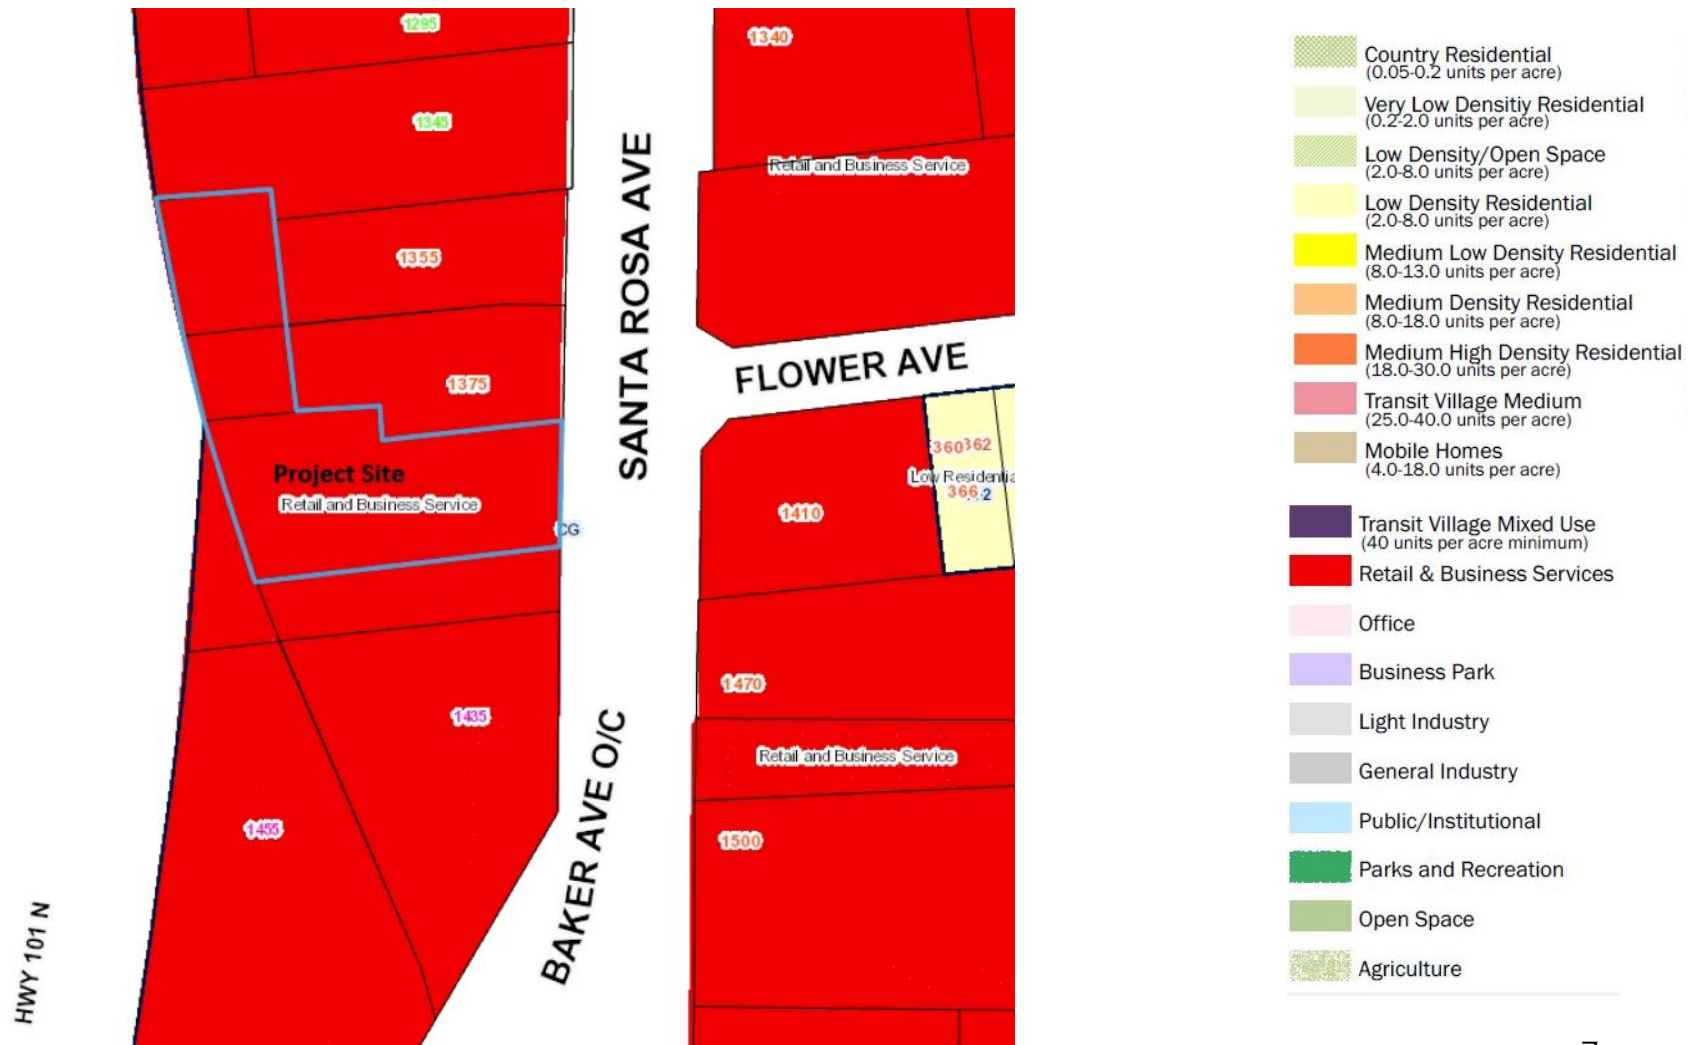 1295
1340
1345
Retail and Business Service
1355
SANTA ROSA AVE
FLOWER AVE
1375
360
362
Low Residentia
366
Project Site
Retail and Business Service
1410
CG
1470
1435
Retail and Business Service
1455
1500
BAKER AVE O/C
HWY 101 N
Country Residential
(0.05-0.2 units per acre)
Very Low Densitiy Residential
(0.2-2.0 units per acre)
Low Density/Open Space
(2.0-8.0 units per acre)
Low Density Residential
(2.0-8.0 units per acre)
Medium Low Density Residential
(8.0-13.0 units per acre)
Medium Density Residential
(8.0-18.0 units per acre)
Medium High Density Residential
(18.0-30.0 units per acre)
Transit Village Medium
(25.0-40.0 units per acre)
Mobile Homes
(4.0-18.0 units per acre)
Transit Village Mixed Use
(40 units per acre minimum)
Retail & Business Services
Office
Business Park
Light Industry
General Industry
Public/Institutional
Parks and Recreation
Open Space
Agriculture